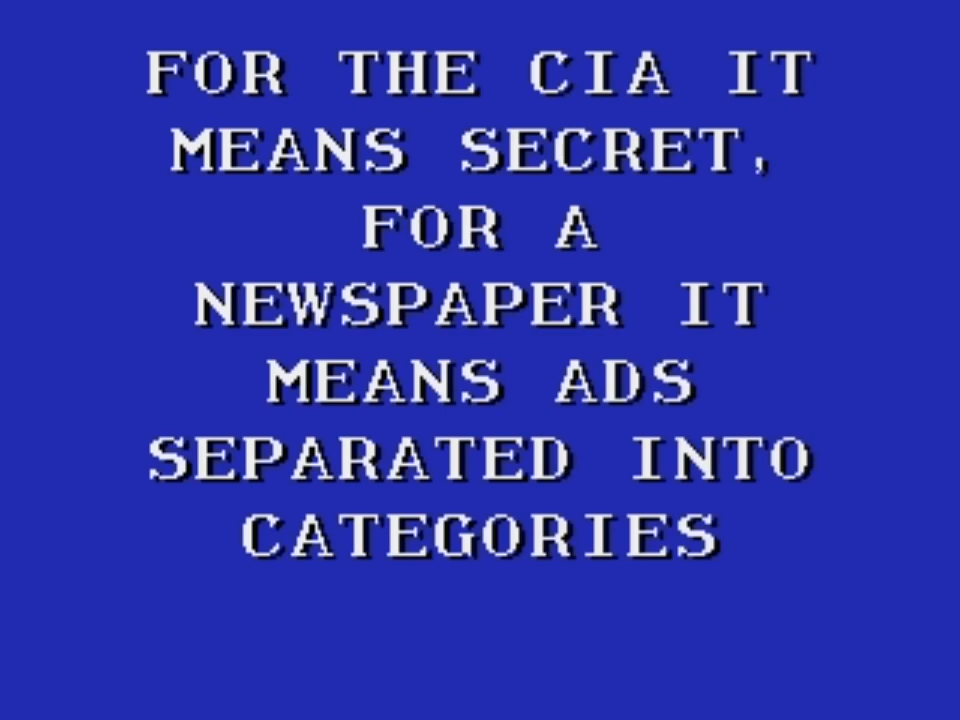 FOR THE CIA IT
MEANS SECRET,
FOR A
NEWSPAPER IT
MEANS ADS
SEPARATED INTO
CATEGORIES